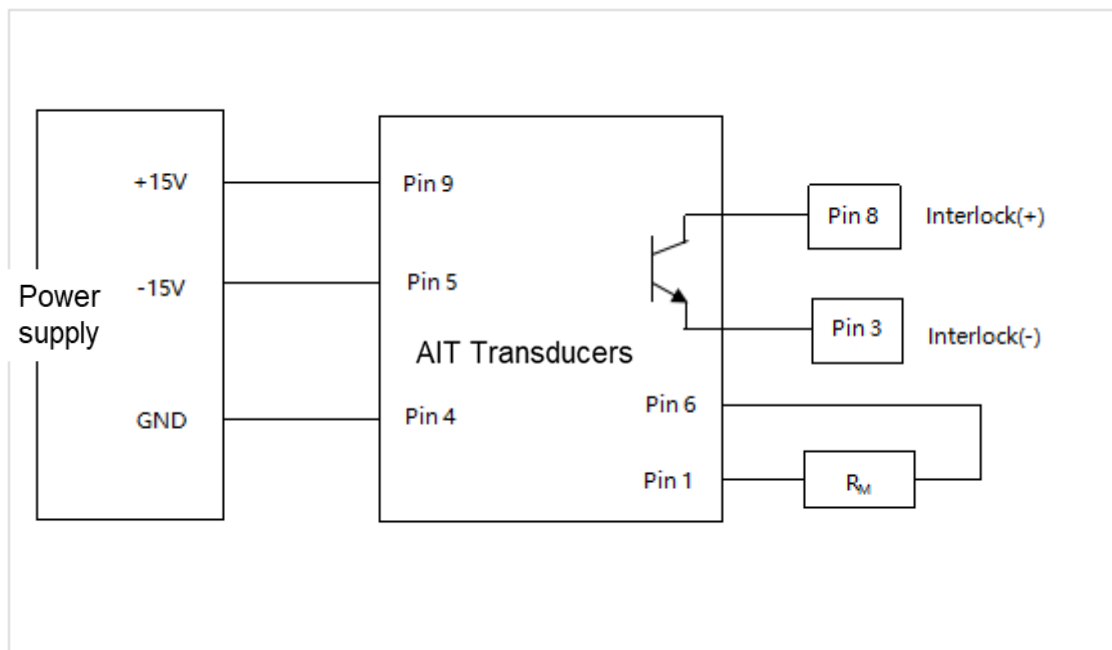 +15V
Pin 9
Pin 8
Interlock(+)
Power
supply
-15V
Pin 5
Pin 3
Interlock(-)
AIT Transducers
GND
Pin 4
Pin 6
Pin 1
RM